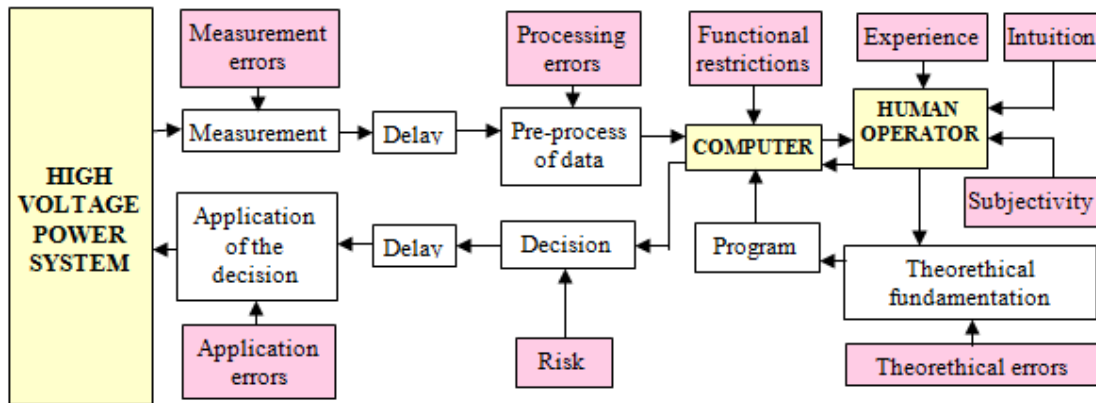 HIGH
VOLTAGE
POWER
SYSTEM
Measurement
errors
Processing
errors
Functional
restrictions
Experience
Intuition
Measurement
Delay
Pre-process
of data
COMPUTER
HUMAN
OPERATOR
Subjectivity
Application
of the
decision
Delay
Decision
Program
Theorethical
fundamentation
Application
errors
Risk
Theorethical errors